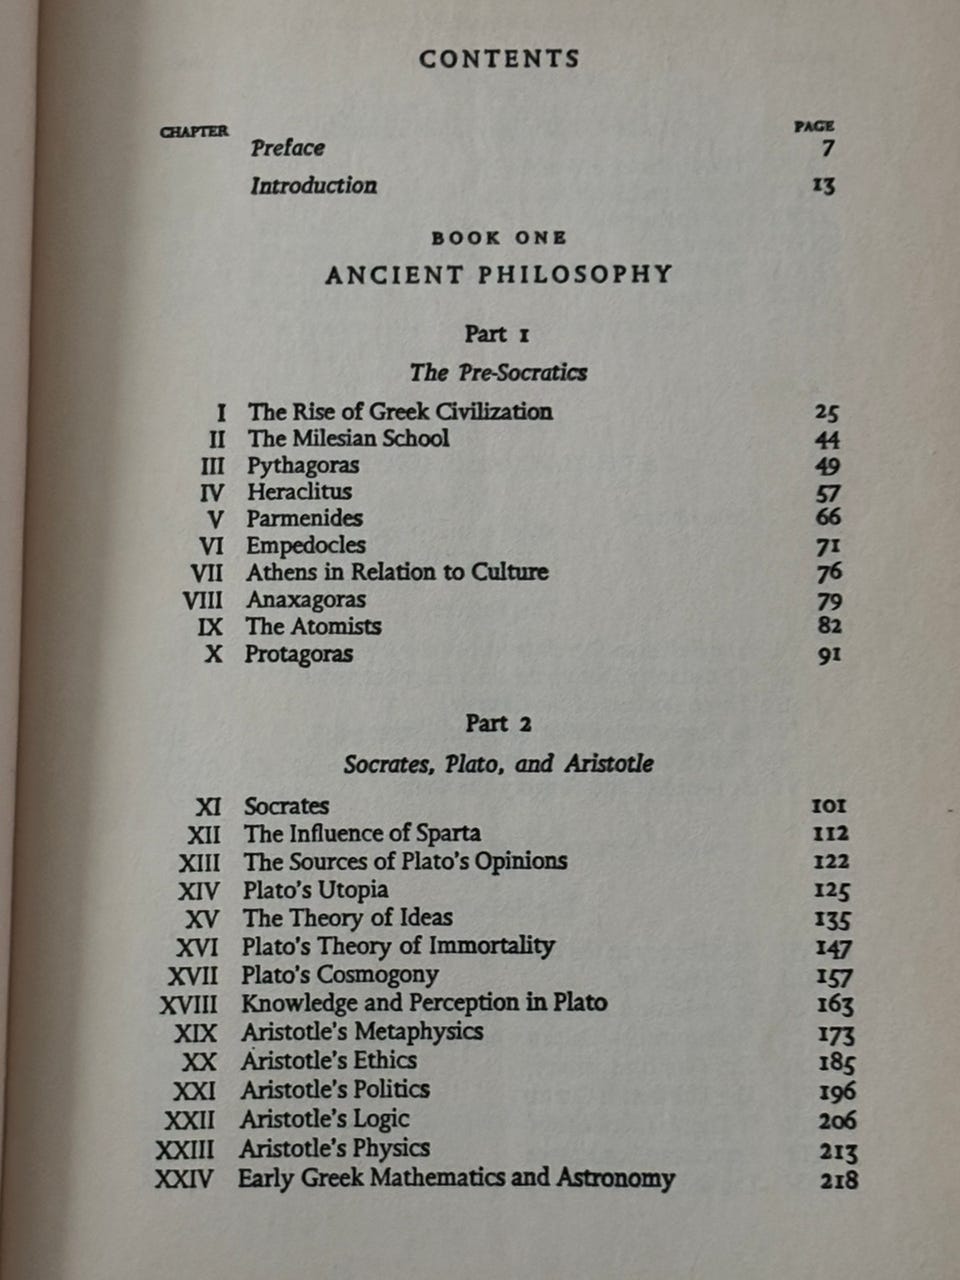 CONTENTS
CHAPTER PAGE
Preface 7
Introduction 13
BOOK ONE
ANCIENT PHILOSOPHY
Part 1
The Pre-Socratics
I The Rise of Greek Civilization 25
II The Milesian School 44
III Pythagoras 49
IV Heraclitus 57
V Parmenides 66
VI Empedocles 71
VII Athens in Relation to Culture 76
VIII Anaxagoras 79
IX The Atomists 82
X Protagoras 91
Part 2
Socrates, Plato, and Aristotle
XI Socrates 101
XII The Influence of Sparta 112
XIII The Sources of Plato's Opinions 122
XIV Plato's Utopia 125
XV The Theory of Ideas 135
XVI Plato's Theory of Immortality 147
XVII Plato's Cosmogony 157
XVIII Knowledge and Perception in Plato 163
XIX Aristotle's Metaphysics 173
XX Aristotle's Ethics 185
XXI Aristotle's Politics 196
XXII Aristotle's Logic 206
XXIII Aristotle's Physics 213
XXIV Early Greek Mathematics and Astronomy 218